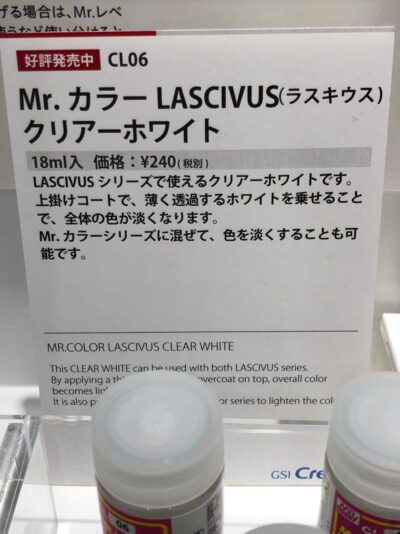 げる場合は、Mr.レベ
好評発売中 CL06
Mr. カラー LASCIVUS(ラスキウス)
クリアーホワイト
18ml入 価格：¥240(税別)
LASCIVUS シリーズで使えるクリアーホワイトです。
上掛けコートで、薄く透過するホワイトを乗せること
で、全体の色が淡くなります。
Mr. カラーシリーズに混ぜて、色を淡くすることも可
能です。
MR.COLOR LASCIVUS CLEAR WHITE
This CLEAR WHITE can be used with both LASCIVUS series.
By applying a overcoat on top, overall color
becomes
It is also series to lighten the
GSI
06
CL